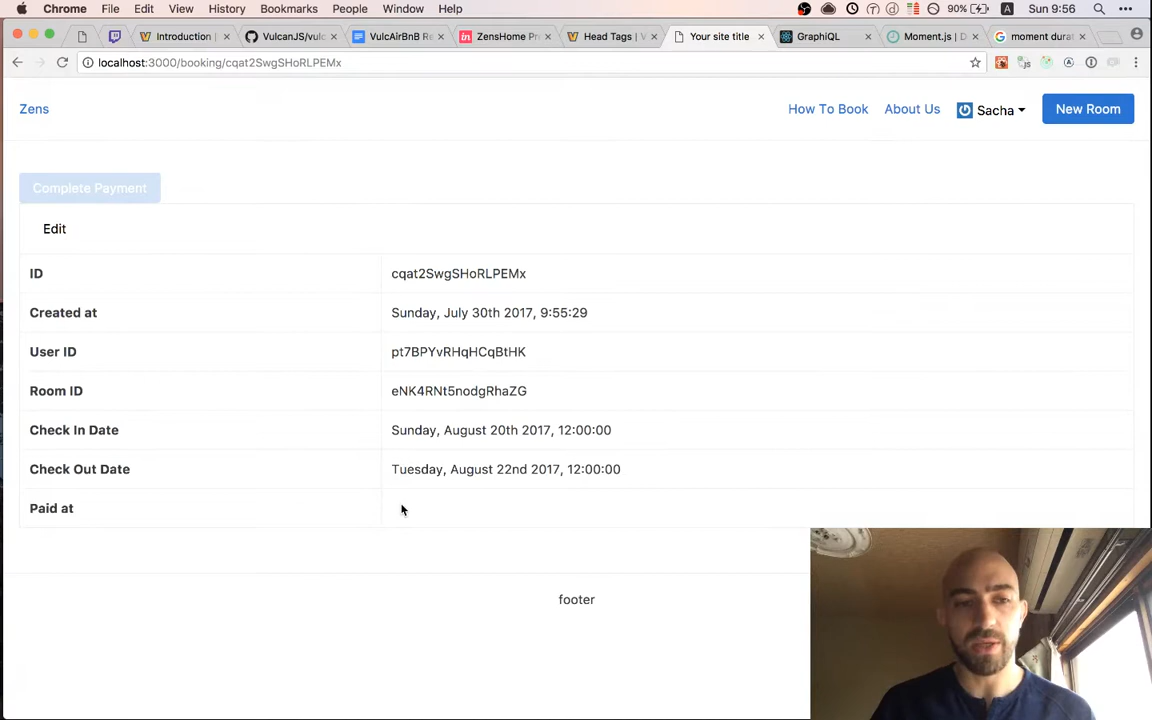 Chrome File Edit View History Bookmarks People Window Help 90% A Sun 9:56
Introduction | VulcanJS/vulc VulcAirBnB Re ZensHome Pr Head Tags | V Your site title GraphiQL Moment.js | D moment durat
localhost:3000/booking/cqat2SwgSHoRLPEMx
Zens How To Book About Us Sacha New Room
Complete Payment
Edit
ID cqat2SwgSHoRLPEMx
Created at Sunday, July 30th 2017, 9:55:29
User ID pt7BPYvRHqHCqBtHK
Room ID eNK4RNt5nodgRhaZG
Check In Date Sunday, August 20th 2017, 12:00:00
Check Out Date Tuesday, August 22nd 2017, 12:00:00
Paid at
footer